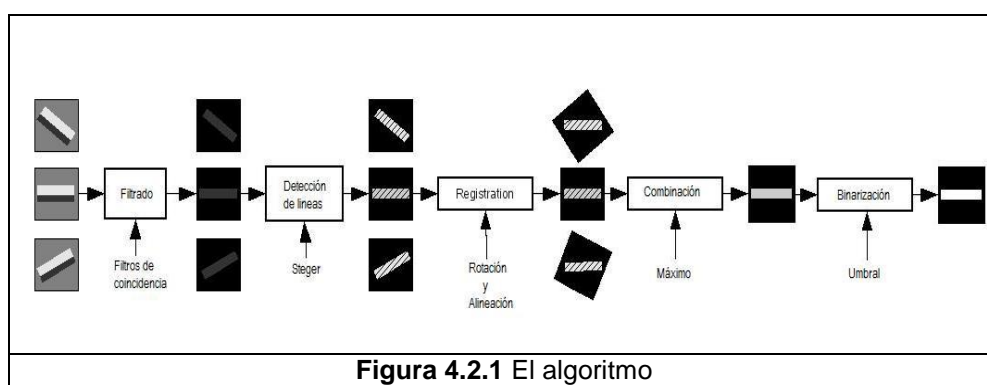 Filtrado
Detección
de lineas
Registration
Combinación
Binarización
Filtros de
coincidencia
Steger
Rotación
y
Alineación
Máximo
Umbral
Figura 4.2.1 El algoritmo